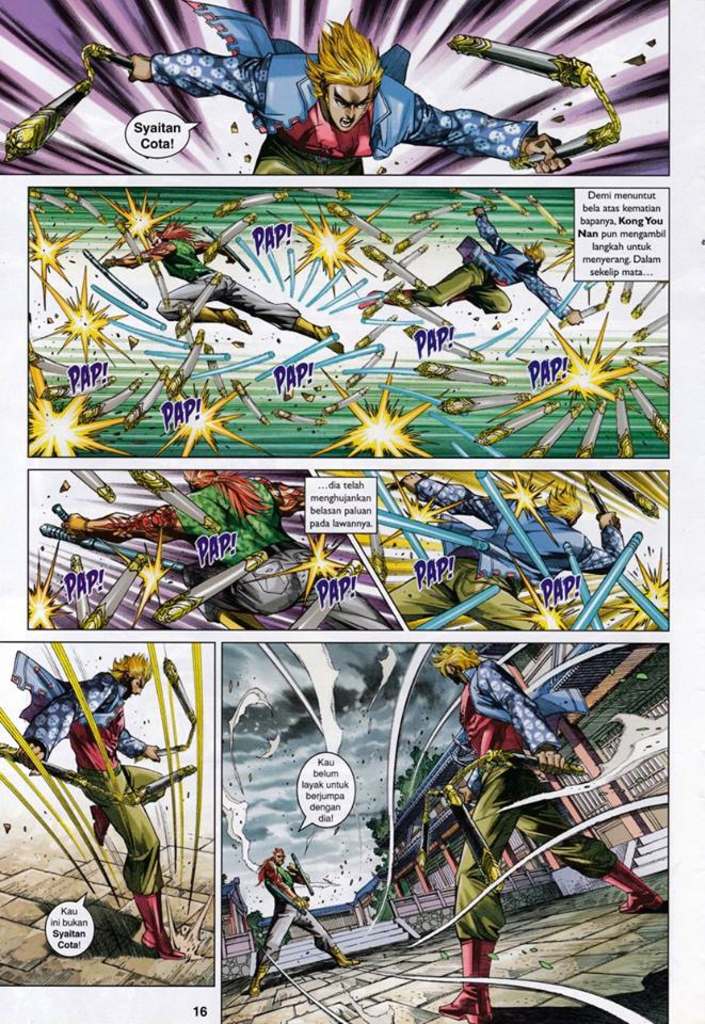 Syaitan
Cota!
Demi menuntut
bela atas kematian
bapanya, Kong You
Nan pun mengambil
langkah untuk
menyerang. Dalam
sekelip mata...
PAP!
PAP!
PAP!
PAP!
PAP!
PAP!
PAP!
...dia telah
menghujankan
belasan paluan
pada lawannya.
PAP!
PAP!
PAP!
PAP!
PAP!
PAP!
Kau
ini bukan
Syaitan
Cota!
Kau
belum
layak untuk
berjumpa
dengan
dia!
16